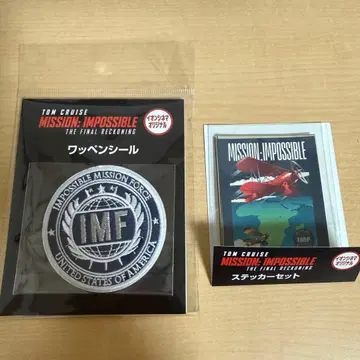 TOM CRUISE
MISSION: IMPOSSIBLE
THE FINAL RECKONING
イオンシネマ
オリジナル
ワッペンシール
IMPOSSIBLE MISSION FORCE
IMF
UNITED STATES OF AMERICA
MISSION:IMPOSSIBLE
IMF
TOM CRUISE
MISSION: IMPOSSIBLE
THE FINAL RECKONING
イオンシネマ
オリジナル
ステッカーセット